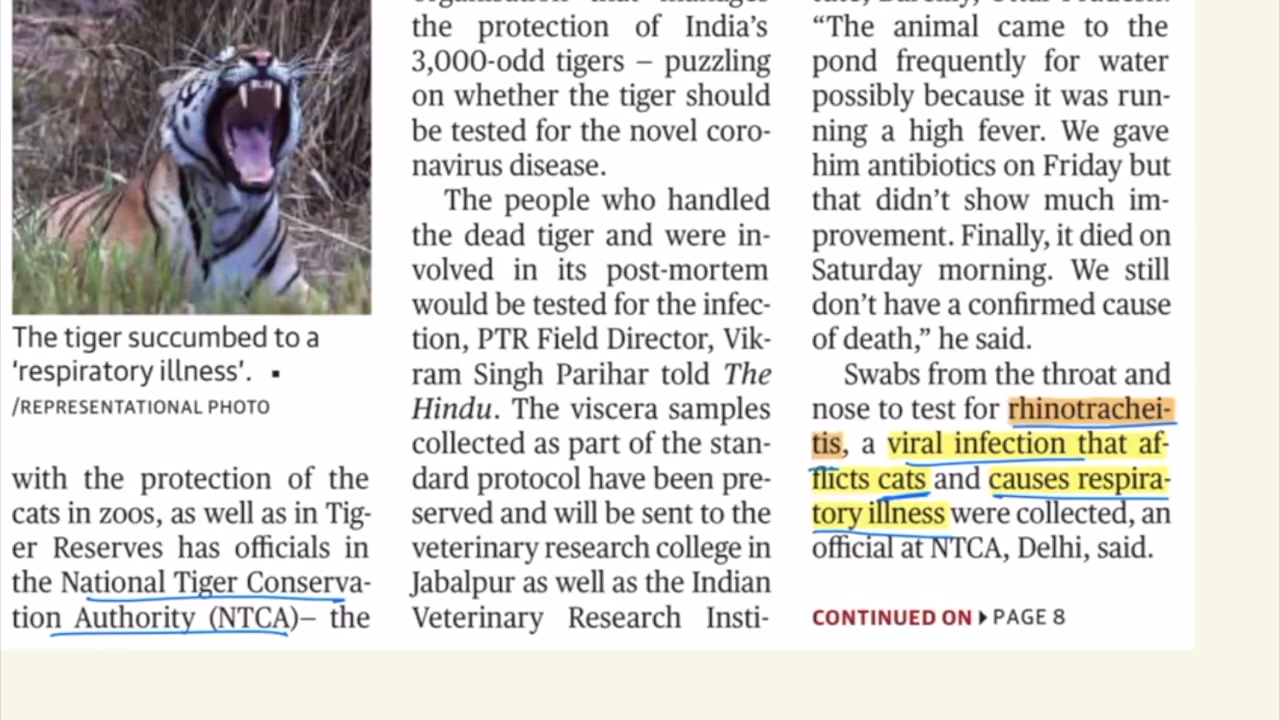 The tiger succumbed to a
'respiratory illness'. ▪
/REPRESENTATIONAL PHOTO
with the protection of the
cats in zoos, as well as in Tig-
er Reserves has officials in
the National Tiger Conserva-
tion Authority (NTCA)– the
organisation that manages
the protection of India's
3,000-odd tigers – puzzling
on whether the tiger should
be tested for the novel coro-
navirus disease.
The people who handled
the dead tiger and were in-
volved in its post-mortem
would be tested for the infec-
tion, PTR Field Director, Vik-
ram Singh Parihar told The
Hindu. The viscera samples
collected as part of the stan-
dard protocol have been pre-
served and will be sent to the
veterinary research college in
Jabalpur as well as the Indian
Veterinary Research Insti-
tute, Bareilly, Uttar Pradesh.
“The animal came to the
pond frequently for water
possibly because it was run-
ning a high fever. We gave
him antibiotics on Friday but
that didn't show much im-
provement. Finally, it died on
Saturday morning. We still
don't have a confirmed cause
of death,” he said.
Swabs from the throat and
nose to test for rhinotrachei-
tis, a viral infection that af-
flicts cats and causes respira-
tory illness were collected, an
official at NTCA, Delhi, said.
CONTINUED ON ▶ PAGE 8